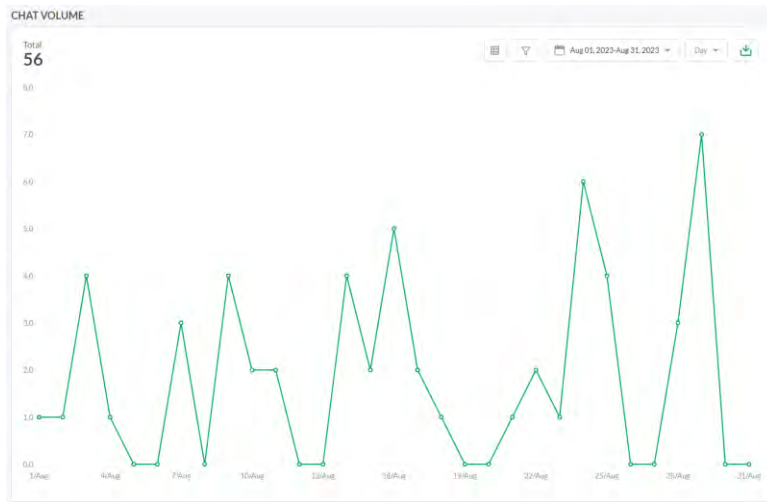 CHAT VOLUME
Total
56
Aug 01, 2023-Aug 31, 2023
Day
8.0
7.0
6.0
5.0
4.0
3.0
2.0
1.0
0.0
1/Aug 4/Aug 7/Aug 10/Aug 13/Aug 16/Aug 19/Aug 22/Aug 25/Aug 28/Aug 31/Aug